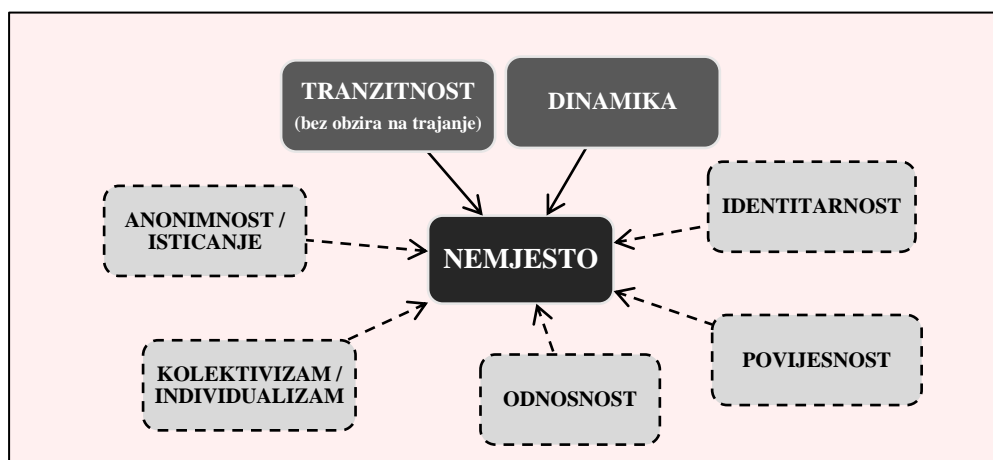 TRANZITNOST
(bez obzira na trajanje)
DINAMIKA
ANONIMNOST /
ISTICANJE
IDENTITARNOST
NEMJESTO
KOLEKTIVIZAM /
INDIVIDUALIZAM
ODNOSNOST
POVIJESNOST